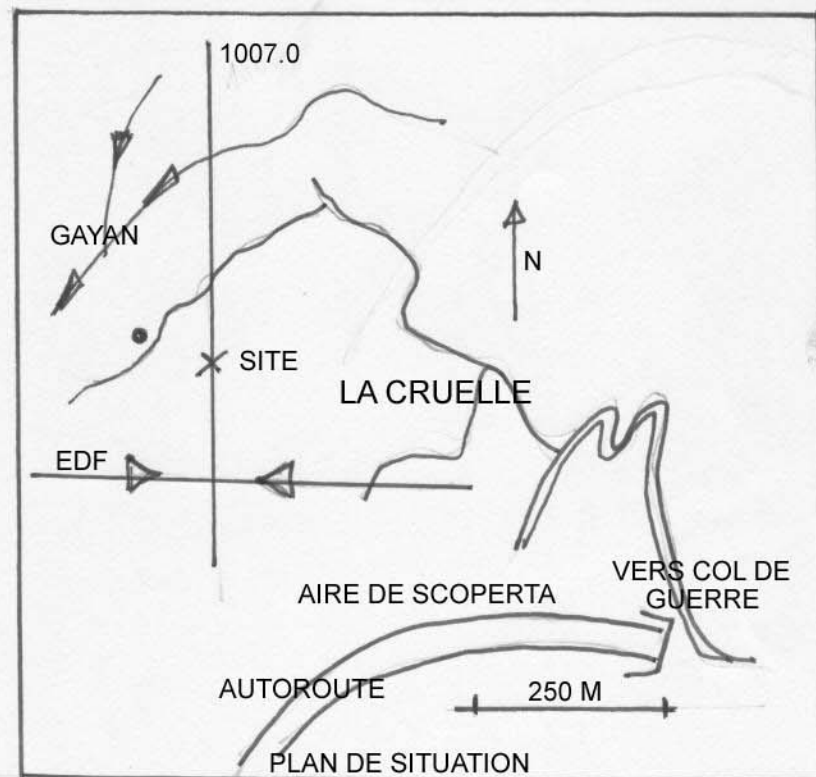 1007.0
GAYAN
N
SITE
LA CRUELLE
EDF
AIRE DE SCOPERTA
VERS COL DE
GUERRE
AUTOROUTE
250 M
PLAN DE SITUATION